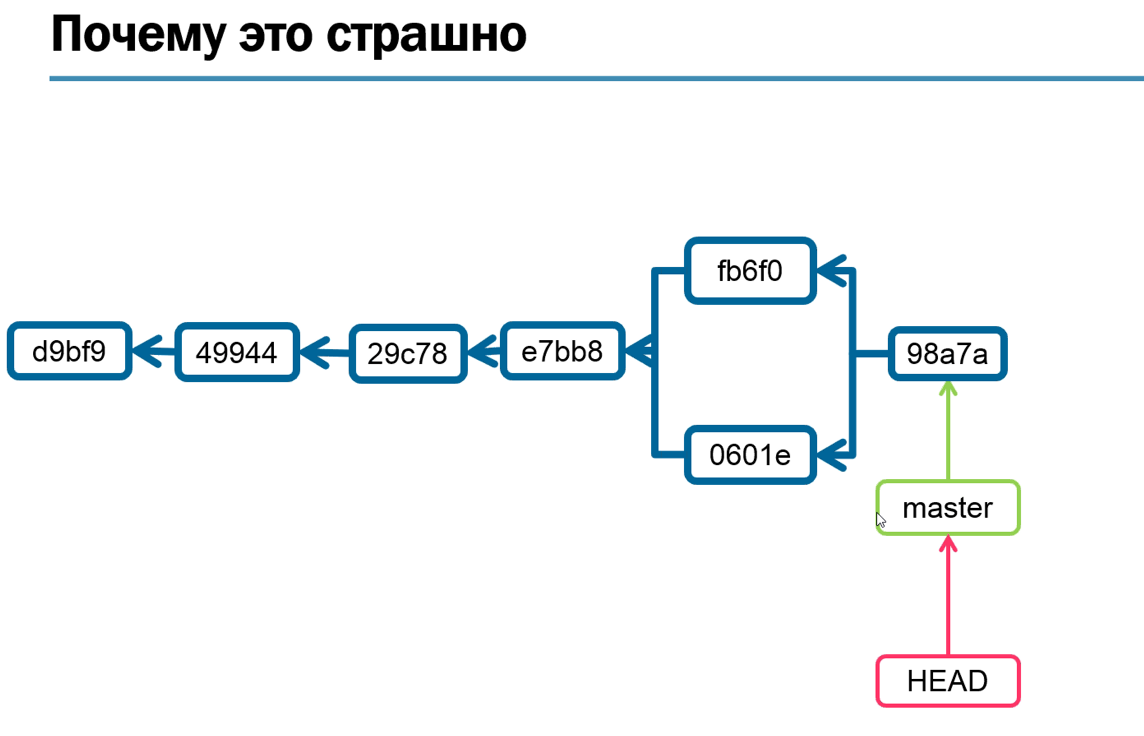 Почему это страшно
fb6f0
d9bf9
49944
29c78
e7bb8
98a7a
0601e
master
HEAD